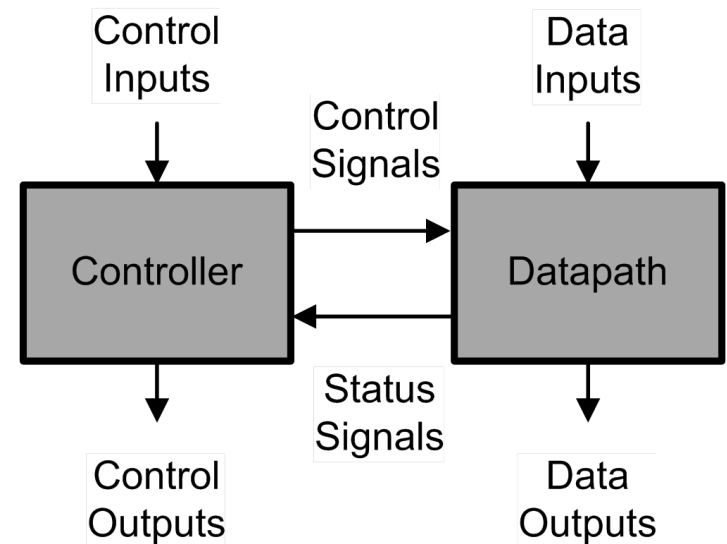 Control
Inputs
Data
Inputs
Control
Signals
Controller
Datapath
Status
Signals
Control
Outputs
Data
Outputs